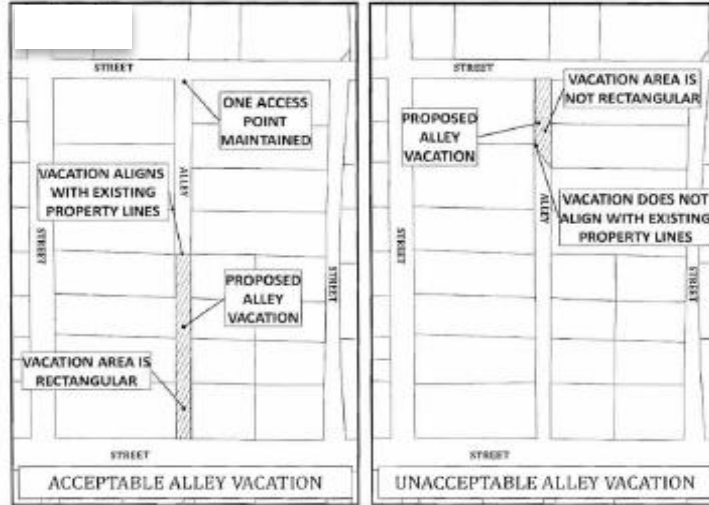 STREET
ONE ACCESS
POINT
MAINTAINED
VACATION ALIGNS
WITH EXISTING
PROPERTY LINES
ALLEY
STREET
PROPOSED
ALLEY
VACATION
STREET
VACATION AREA IS
RECTANGULAR
STREET
ACCEPTABLE ALLEY VACATION
STREET
VACATION AREA IS
NOT RECTANGULAR
PROPOSED
ALLEY
VACATION
VACATION DOES NOT
ALIGN WITH EXISTING
PROPERTY LINES
ALLEY
STREET
STREET
STREET
UNACCEPTABLE ALLEY VACATION